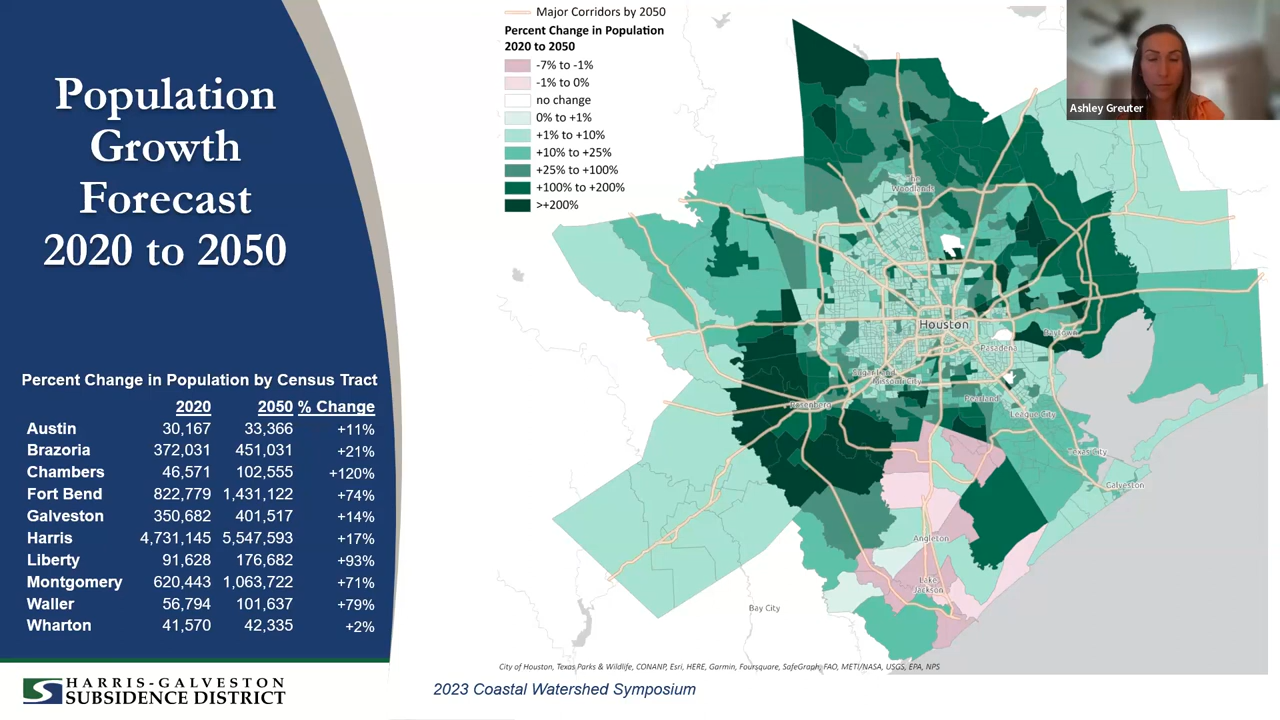 Population
Growth
Forecast
2020 to 2050
Percent Change in Population by Census Tract
2020 2050 % Change
Austin 30,167 33,366 +11%
Brazoria 372,031 451,031 +21%
Chambers 46,571 102,555 +120%
Fort Bend 822,779 1,431,122 +74%
Galveston 350,682 401,517 +14%
Harris 4,731,145 5,547,593 +17%
Liberty 91,628 176,682 +93%
Montgomery 620,443 1,063,722 +71%
Waller 56,794 101,637 +79%
Wharton 41,570 42,335 +2%
HARRIS-GALVESTON
SUBSIDENCE DISTRICT
Major Corridors by 2050
Percent Change in Population
2020 to 2050
-7% to -1%
-1% to 0%
no change
0% to +1%
+1% to +10%
+10% to +25%
+25% to +100%
+100% to +200%
>+200%
Ashley Greuter
The
Woodlands
Houston
Baytown
Pasadena
Sugar Land
Missouri City
Rosenberg
Pearland
League City
Texas City
Galveston
Angleton
Lake
Jackson
Bay City
City of Houston, Texas Parks & Wildlife, CONANP, Esri, HERE, Garmin, Foursquare, SafeGraph, FAO, METI/NASA, USGS, EPA, NPS
2023 Coastal Watershed Symposium